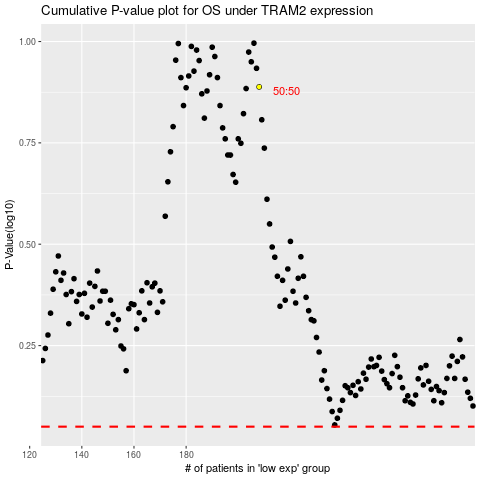 Cumulative P-value plot for OS under TRAM2 expression
1.00
0.75
0.50
0.25
P-Value(log10)
50:50
120 140 160 180
# of patients in 'low exp' group